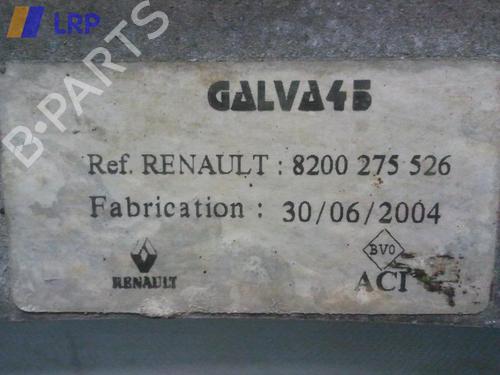 LRP
B-PARTS
GALVA45
Ref. RENAULT : 8200 275 526
Fabrication : 30/06/2004
BVO
RENAULT
ACI